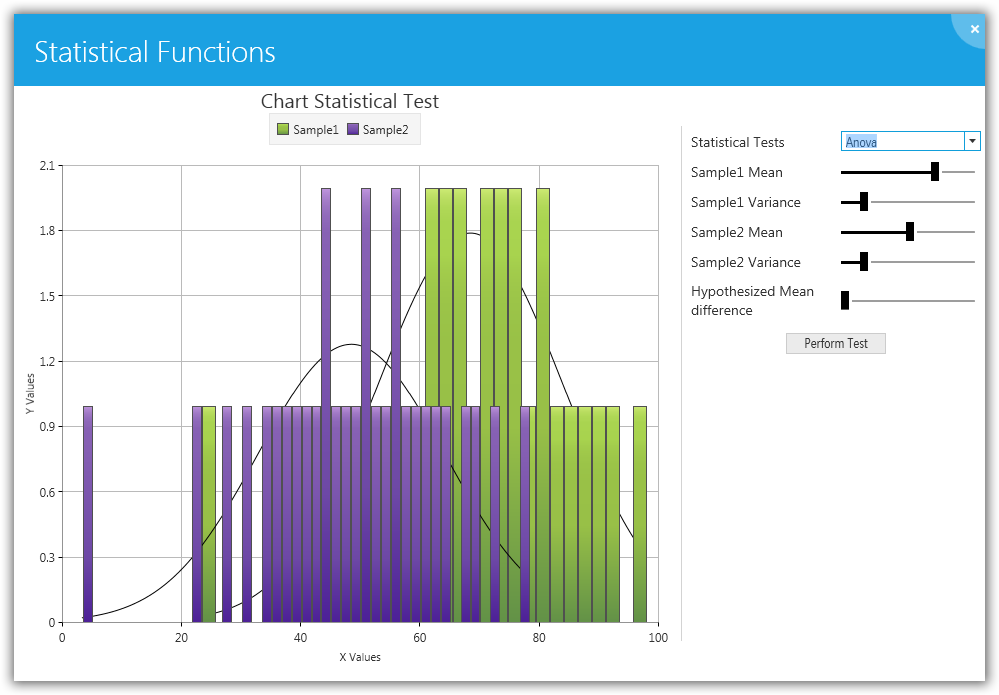 Statistical Functions
Chart Statistical Test
Sample1 Sample2
2.1
1.8
1.5
1.2
0.9
0.6
0.3
0
Y Values
0 20 40 60 80 100
X Values
Statistical Tests Anova
Sample1 Mean
Sample1 Variance
Sample2 Mean
Sample2 Variance
Hypothesized Mean
difference
Perform Test